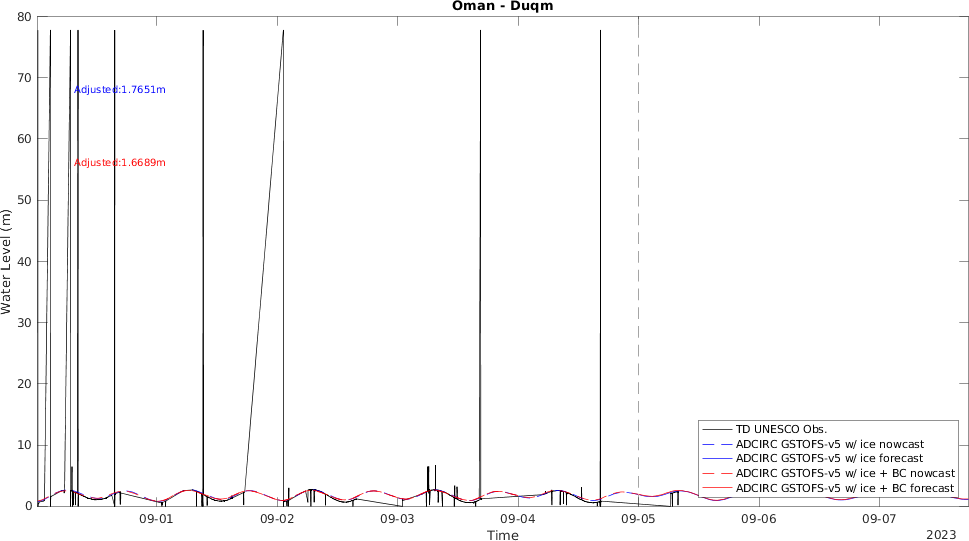 Oman - Duqm
80
70
60
50
40
30
20
10
0
Water Level (m)
Adjusted:1.7651m
Adjusted:1.6689m
TD UNESCO Obs.
ADCIRC GSTOFS-v5 w/ ice nowcast
ADCIRC GSTOFS-v5 w/ ice forecast
ADCIRC GSTOFS-v5 w/ ice + BC nowcast
ADCIRC GSTOFS-v5 w/ ice + BC forecast
09-01 09-02 09-03 09-04 09-05 09-06 09-07
Time
2023